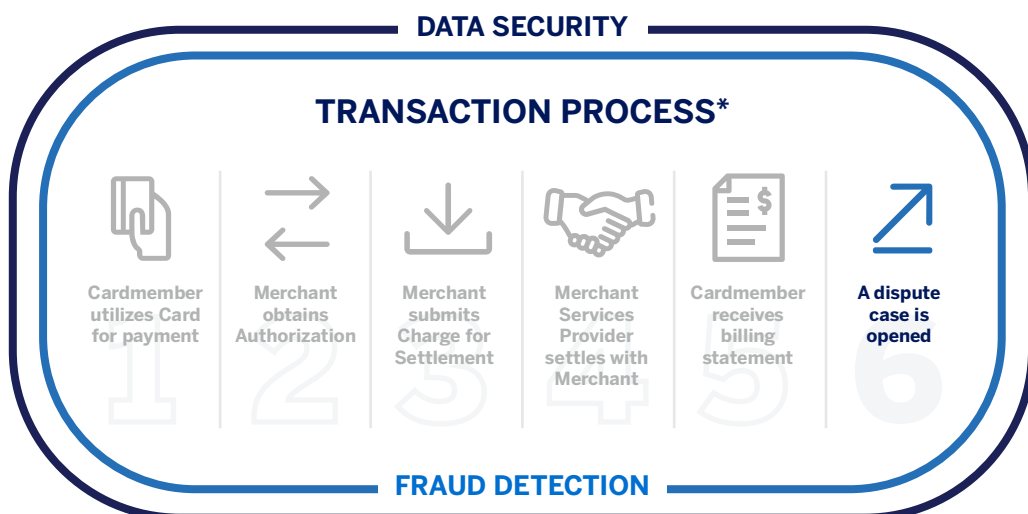 DATA SECURITY
TRANSACTION PROCESS*
$
Cardmember
utilizes Card
for payment
1
Merchant
obtains
Authorization
2
Merchant
submits
Charge for
Settlement
3
Merchant
Services
Provider
settles with
Merchant
4
Cardmember
receives
billing
statement
5
A dispute
case is
opened
6
FRAUD DETECTION